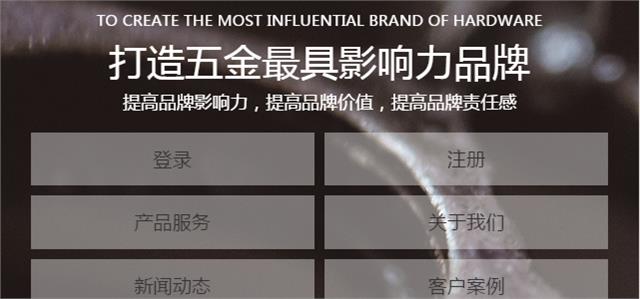 TO CREATE THE MOST INFLUENTIAL BRAND OF HARDWARE
打造五金最具影响力品牌
提高品牌影响力，提高品牌价值，提高品牌责任感
登录
注册
产品服务
关于我们
新闻动态
客户案例